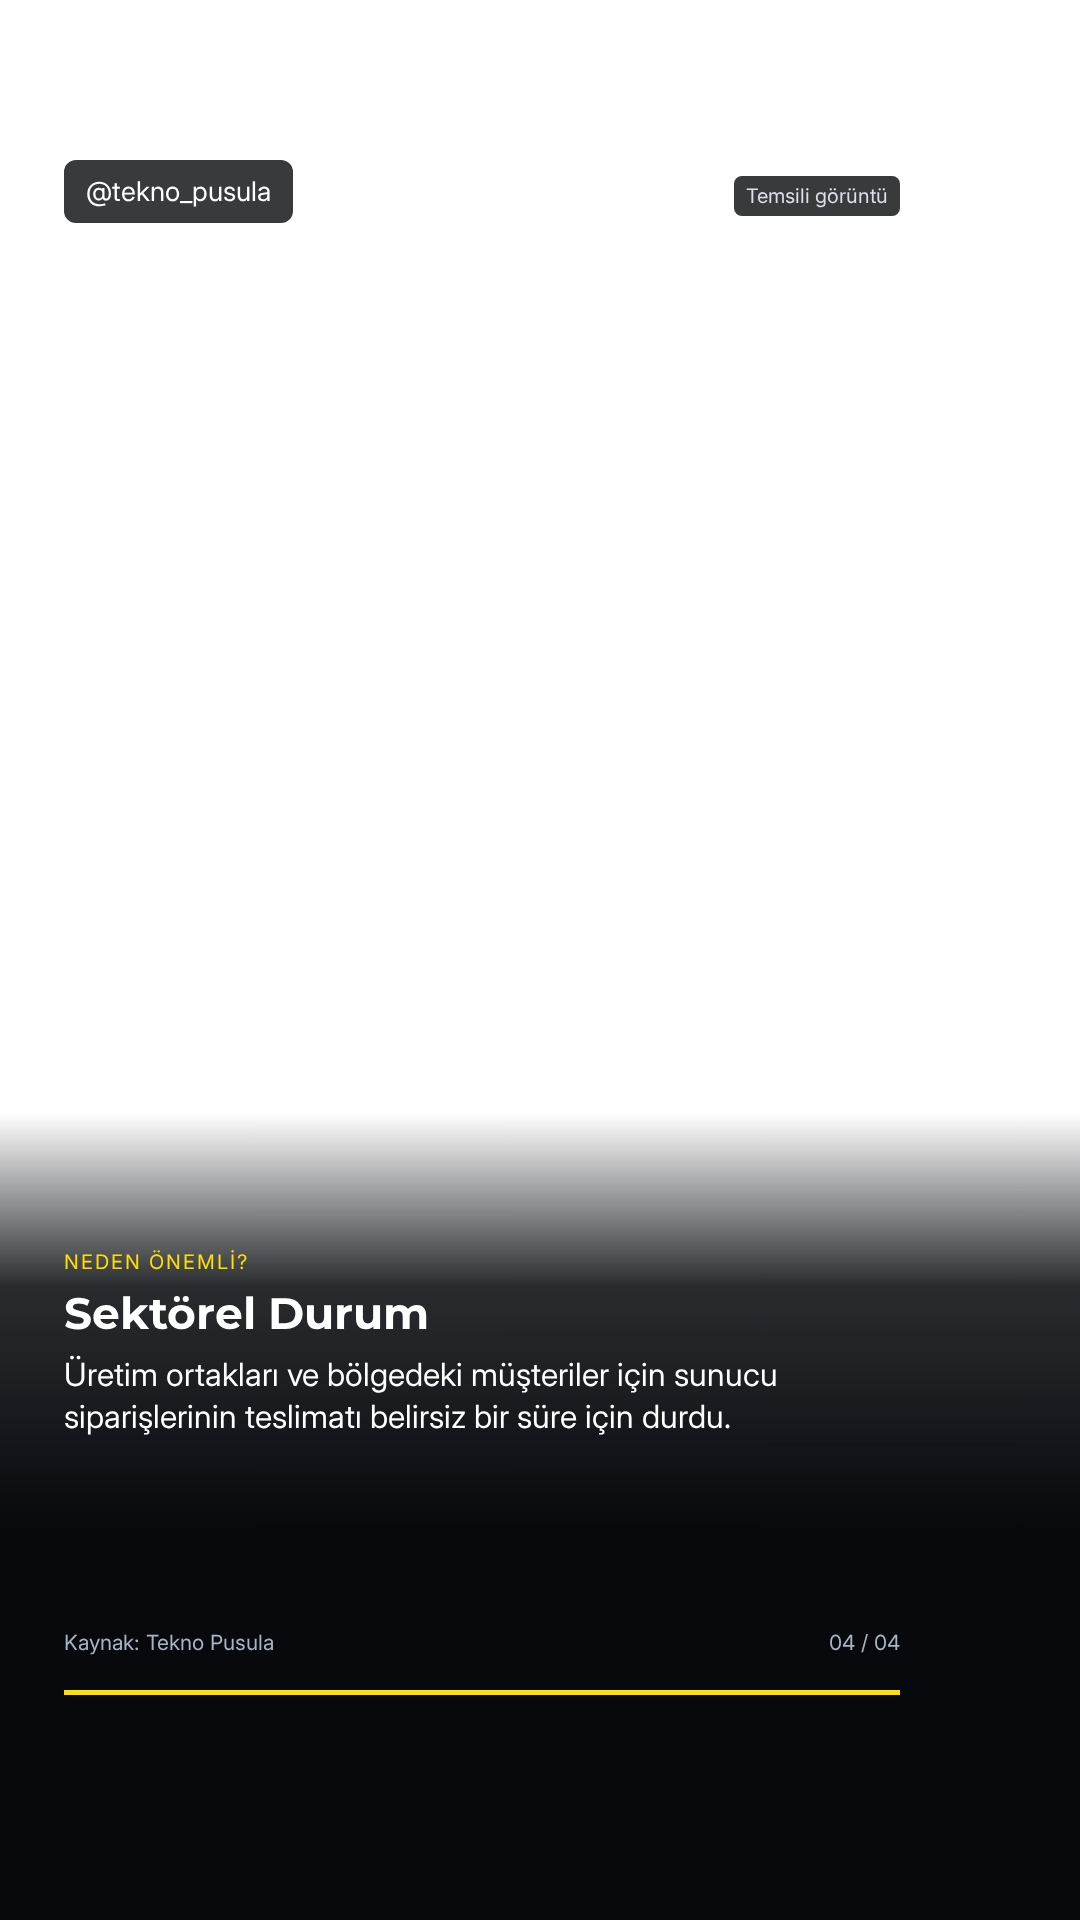 @tekno_pusula
Temsili görüntü
NEDEN ÖNEMLİ?
Sektörel Durum
Üretim ortakları ve bölgedeki müşteriler için sunucu
siparişlerinin teslimatı belirsiz bir süre için durdu.
Kaynak: Tekno Pusula
04 / 04